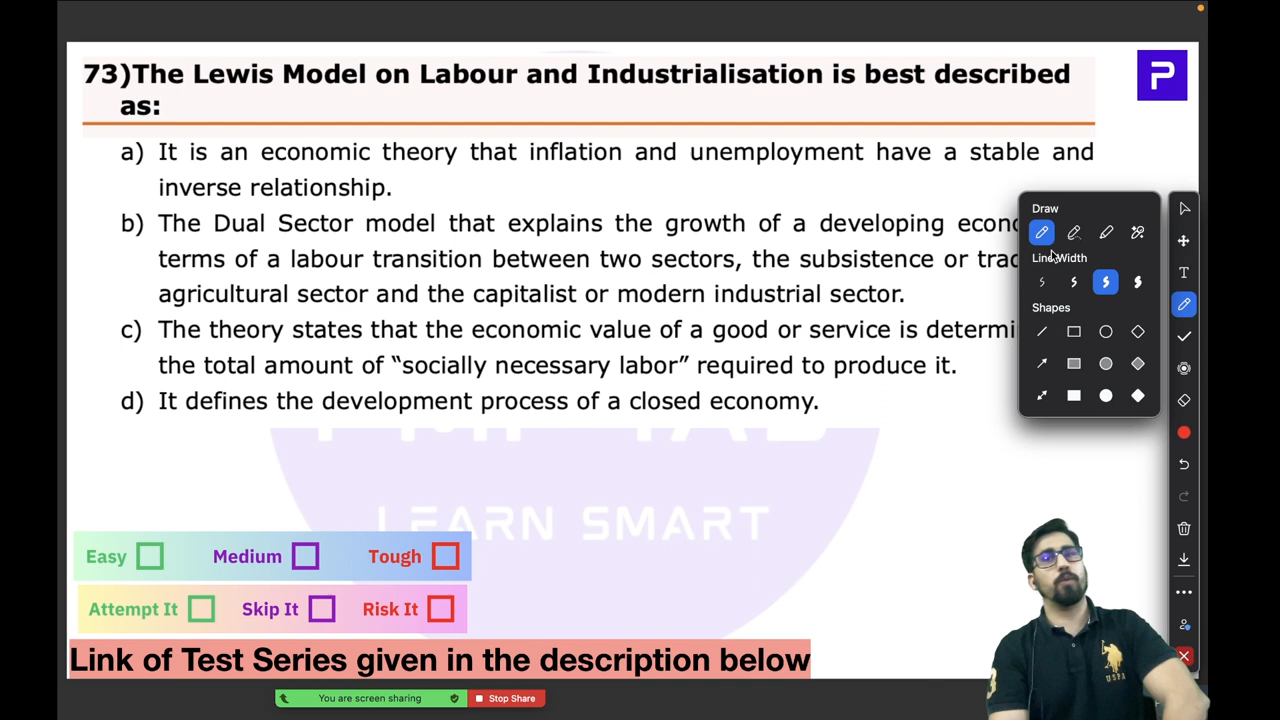 73)The Lewis Model on Labour and Industrialisation is best described
as:
a) It is an economic theory that inflation and unemployment have a stable and
inverse relationship.
b) The Dual Sector model that explains the growth of a developing econ
terms of a labour transition between two sectors, the subsistence or trad
agricultural sector and the capitalist or modern industrial sector.
c) The theory states that the economic value of a good or service is determi
the total amount of “socially necessary labor” required to produce it.
d) It defines the development process of a closed economy.
LEARN SMART
Easy Medium Tough
Attempt It Skip It Risk It
Link of Test Series given in the description below
You are screen sharing Stop Share
Draw
Line Width
Shapes
P
T
USPA
3